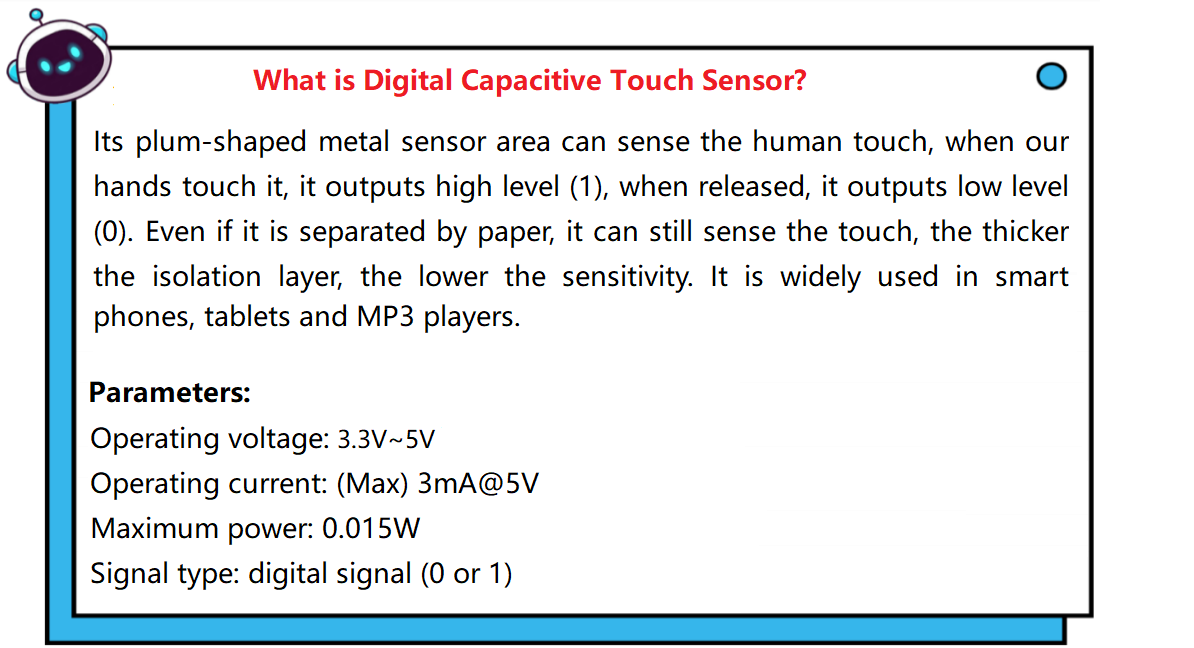 What is Digital Capacitive Touch Sensor?
Its plum-shaped metal sensor area can sense the human touch, when our
hands touch it, it outputs high level (1), when released, it outputs low level
(0). Even if it is separated by paper, it can still sense the touch, the thicker
the isolation layer, the lower the sensitivity. It is widely used in smart
phones, tablets and MP3 players.
Parameters:
Operating voltage: 3.3V~5V
Operating current: (Max) 3mA@5V
Maximum power: 0.015W
Signal type: digital signal (0 or 1)